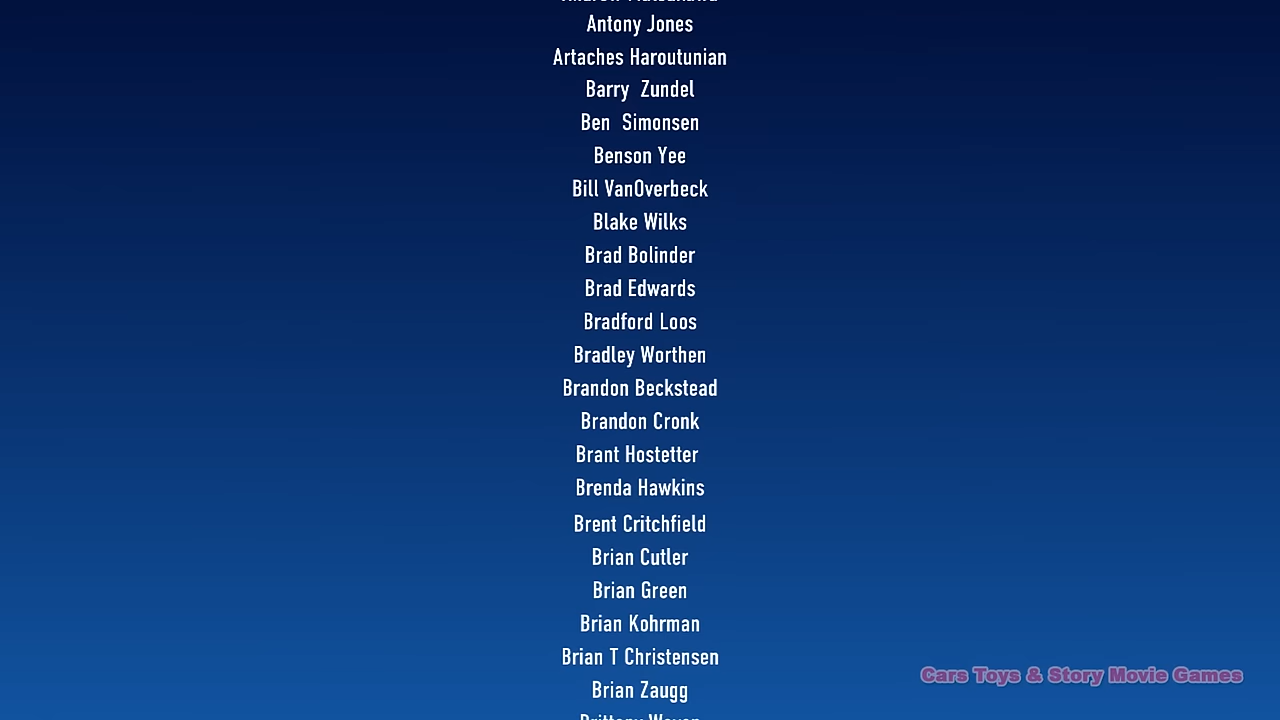 Antony Jones
Artaches Haroutunian
Barry  Zundel
Ben  Simonsen
Benson Yee
Bill VanOverbeck
Blake Wilks
Brad Bolinder
Brad Edwards
Bradford Loos
Bradley Worthen
Brandon Beckstead
Brandon Cronk
Brant Hostetter
Brenda Hawkins
Brent Critchfield
Brian Cutler
Brian Green
Brian Kohrman
Brian T Christensen
Brian Zaugg
Cars Toys & Story Movie Games